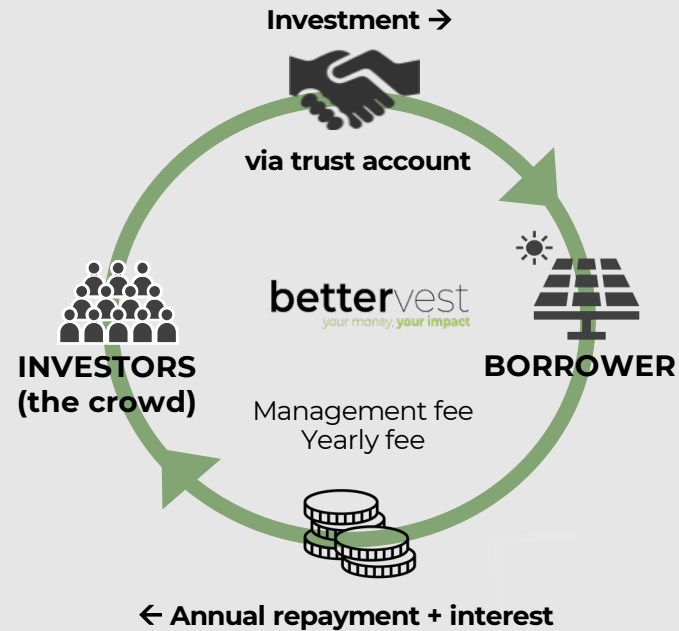 Investment →
via trust account
bettervest
your money, your impact
INVESTORS
(the crowd)
BORROWER
Management fee
Yearly fee
← Annual repayment + interest